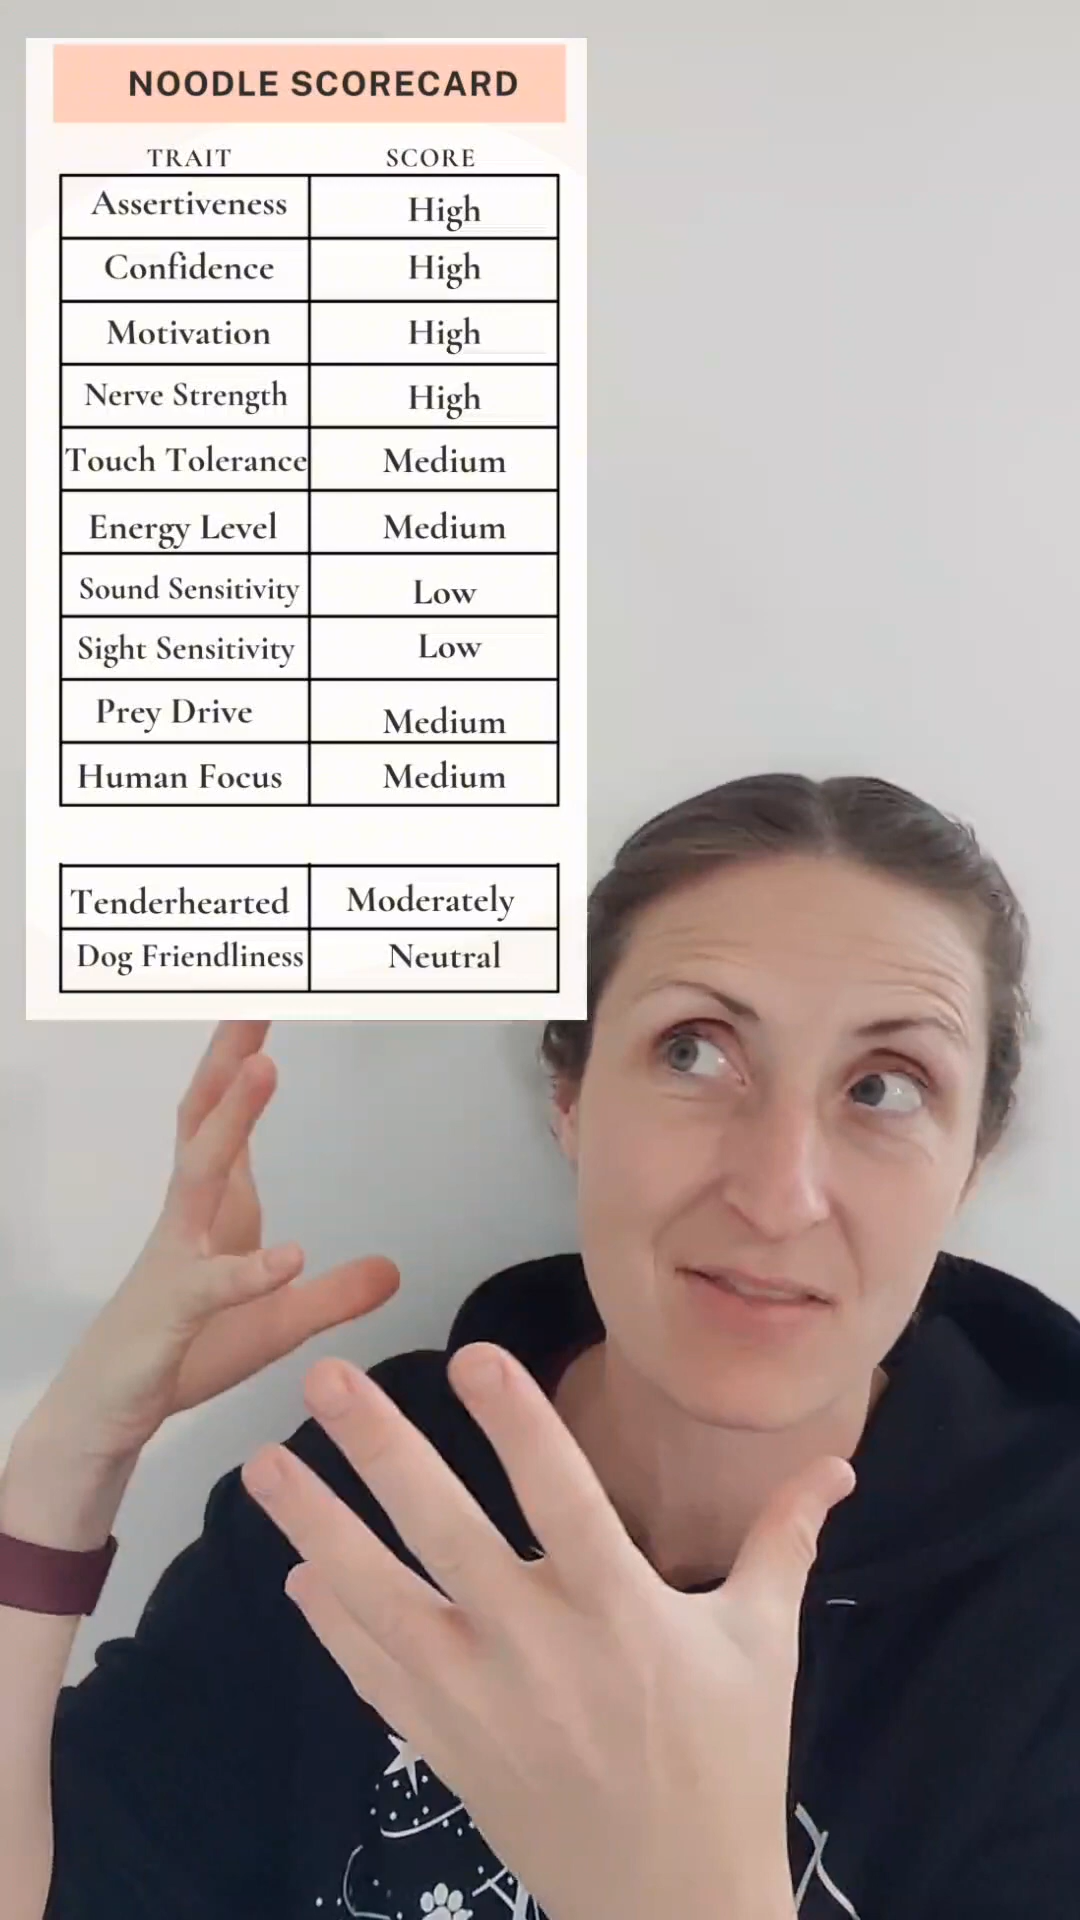 NOODLE SCORECARD
TRAIT SCORE
Assertiveness High
Confidence High
Motivation High
Nerve Strength High
Touch Tolerance Medium
Energy Level Medium
Sound Sensitivity Low
Sight Sensitivity Low
Prey Drive Medium
Human Focus Medium
Tenderhearted Moderately
Dog Friendliness Neutral